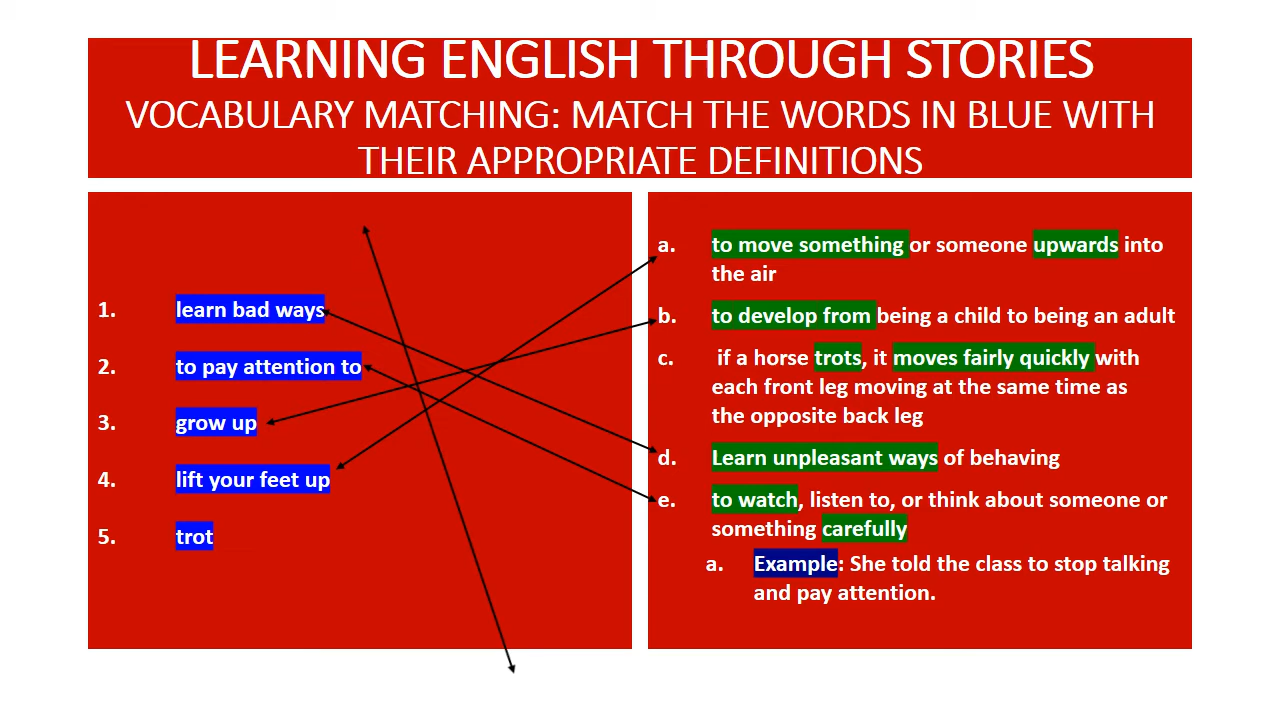 LEARNING ENGLISH THROUGH STORIES
VOCABULARY MATCHING: MATCH THE WORDS IN BLUE WITH
THEIR APPROPRIATE DEFINITIONS
1. learn bad ways
2. to pay attention to
3. grow up
4. lift your feet up
5. trot
a. to move something or someone upwards into
the air
b. to develop from being a child to being an adult
c. if a horse trots, it moves fairly quickly with
each front leg moving at the same time as
the opposite back leg
d. Learn unpleasant ways of behaving
e. to watch, listen to, or think about someone or
something carefully
a. Example: She told the class to stop talking
and pay attention.